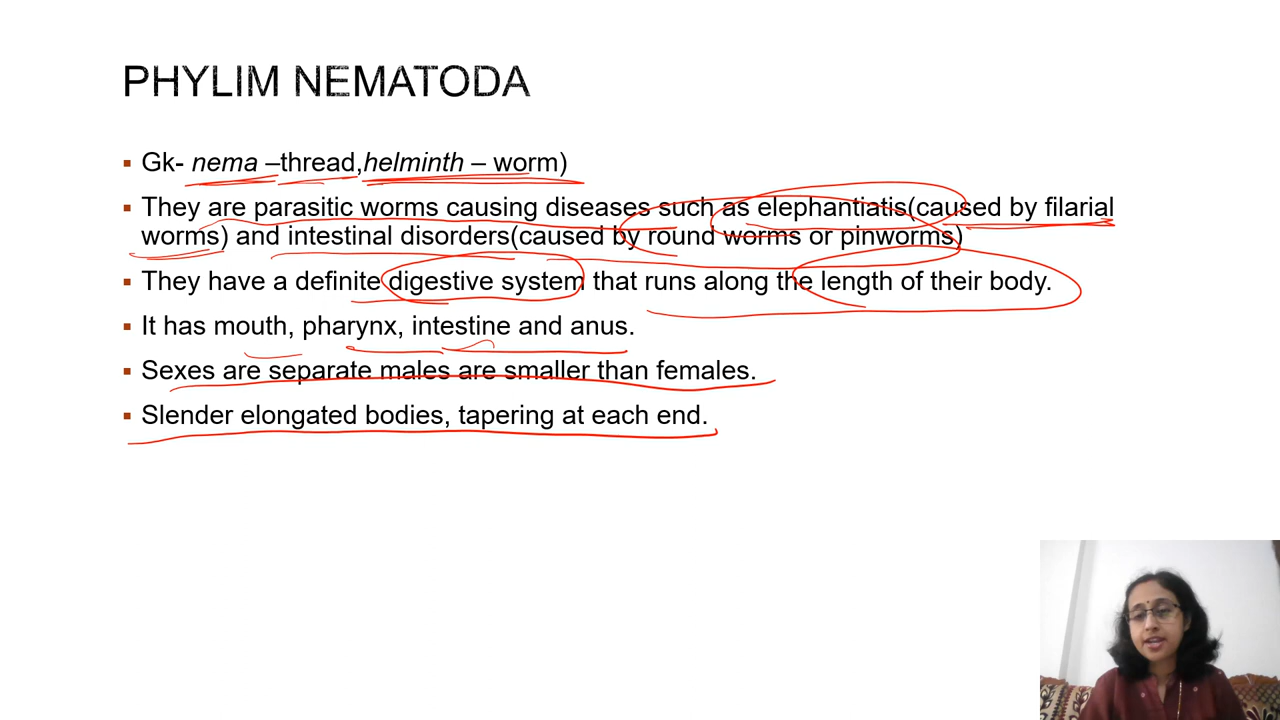 PHYLIM NEMATODA
▪ Gk- nema –thread,helminth – worm)
▪ They are parasitic worms causing diseases such as elephantiatis(caused by filarial
worms) and intestinal disorders(caused by round worms or pinworms)
▪ They have a definite digestive system that runs along the length of their body.
▪ It has mouth, pharynx, intestine and anus.
▪ Sexes are separate males are smaller than females.
▪ Slender elongated bodies, tapering at each end.